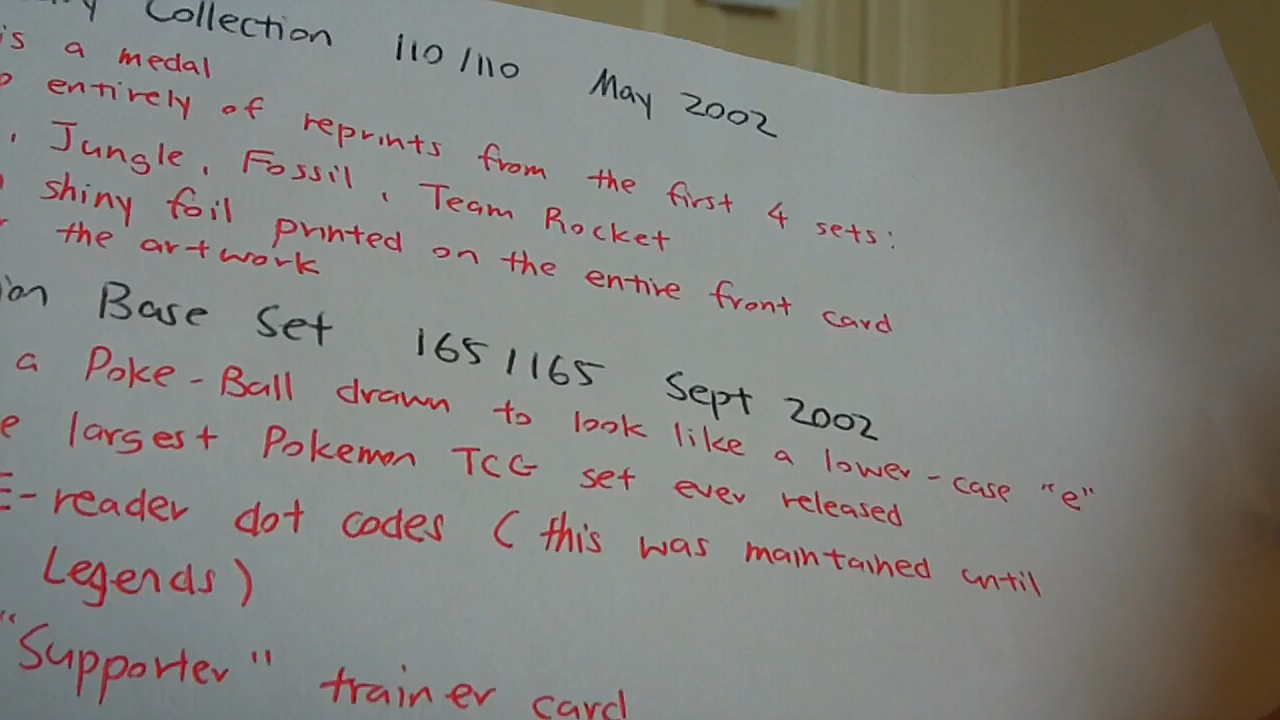 Collection 110/110 May 2002
is a medal
entirely of reprints from the first 4 sets:
, Jungle, Fossil, Team Rocket
shiny foil printed on the entire front card
the artwork
Base Set 165/165 Sept 2002
a Poke-Ball drawn to look like a lower-case "e"
largest Pokemon TCG set ever released
E-reader dot codes (this was maintained until
Legends)
"Supporter" trainer card